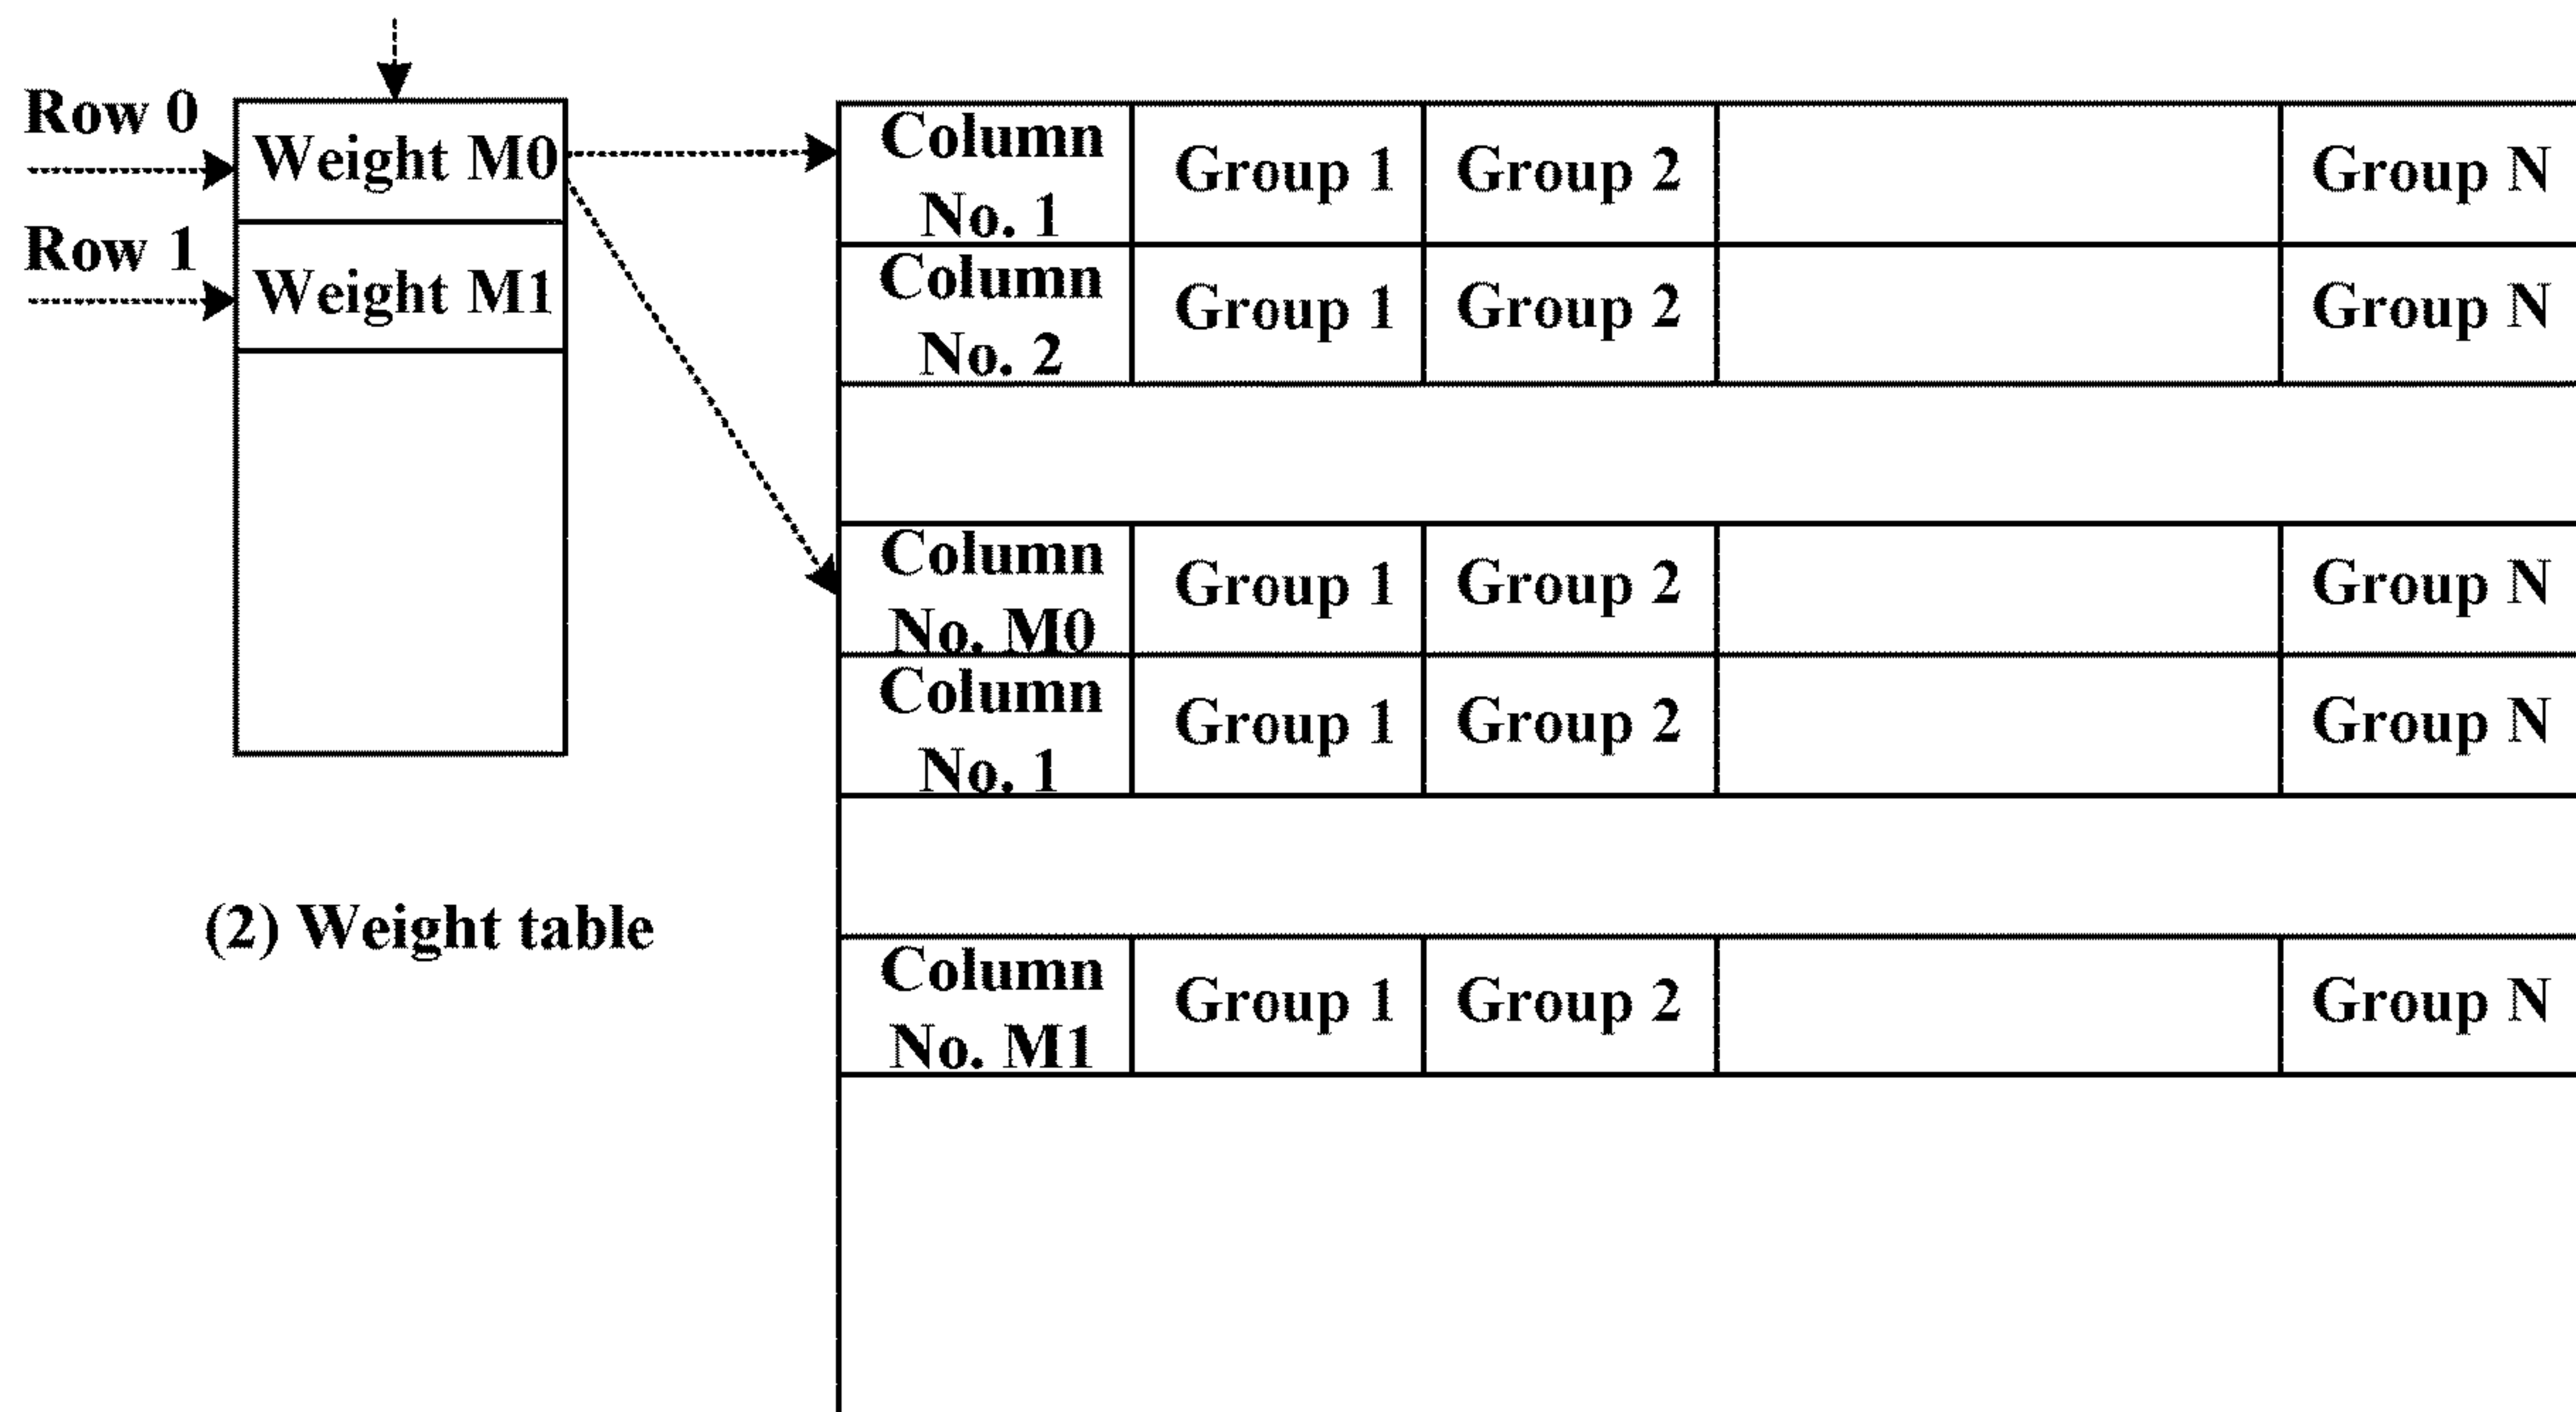 Row 0
Weight M0
Row 1
Weight M1
(2) Weight table
Column
No. 1
Group 1
Group 2
Group N
Column
No. 2
Group 1
Group 2
Group N
Column
No. M0
Group 1
Group 2
Group N
Column
No. 1
Group 1
Group 2
Group N
Column
No. M1
Group 1
Group 2
Group N